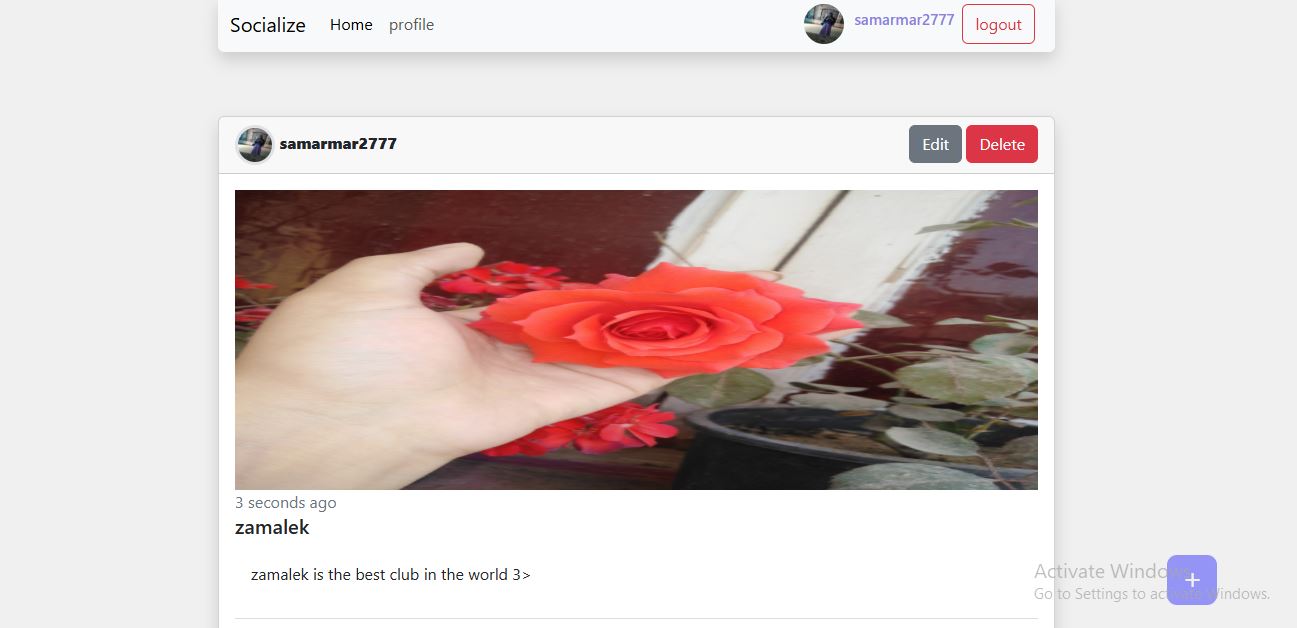 Socialize Home profile samarmar2777 logout
samarmar2777 Edit Delete
3 seconds ago
zamalek
zamalek is the best club in the world 3>
Activate Windows
+
Go to Settings to activate Windows.